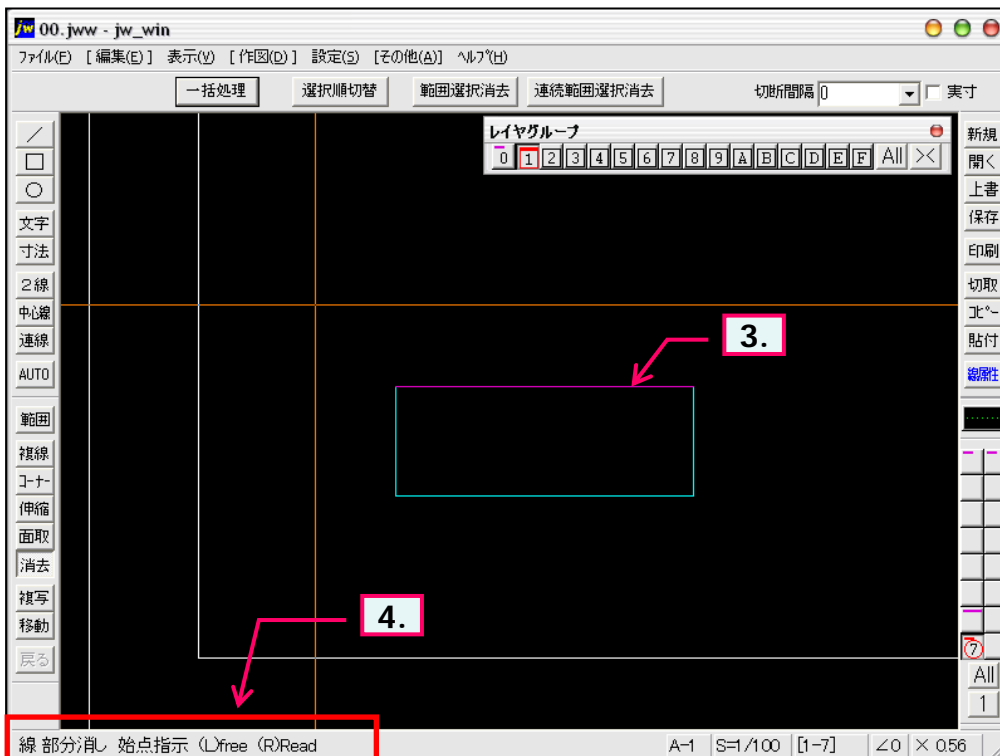 00.jww - jw_win
ﾌｧｲﾙ(F) [編集(E)] 表示(V) [作図(D)] 設定(S) [その他(A)] ﾍﾙﾌﾟ(H)
一括処理 選択順切替 範囲選択消去 連続範囲選択消去 切断間隔 0 実寸
レイヤグループ
0 1 2 3 4 5 6 7 8 9 A B C D E F All ×
／
□
○
文字
寸法
２線
中心線
連線
AUTO
範囲
複線
ｺｰﾅｰ
伸縮
面取
消去
複写
移動
戻る
3.
4.
新規
開く
上書
保存
印刷
切取
ｺﾋﾟｰ
貼付
線属性
7
All
1
線 部分消し 始点指示 (L)free (R)Read
A-1 S=1/100 [1-7] ∠0 × 0.56